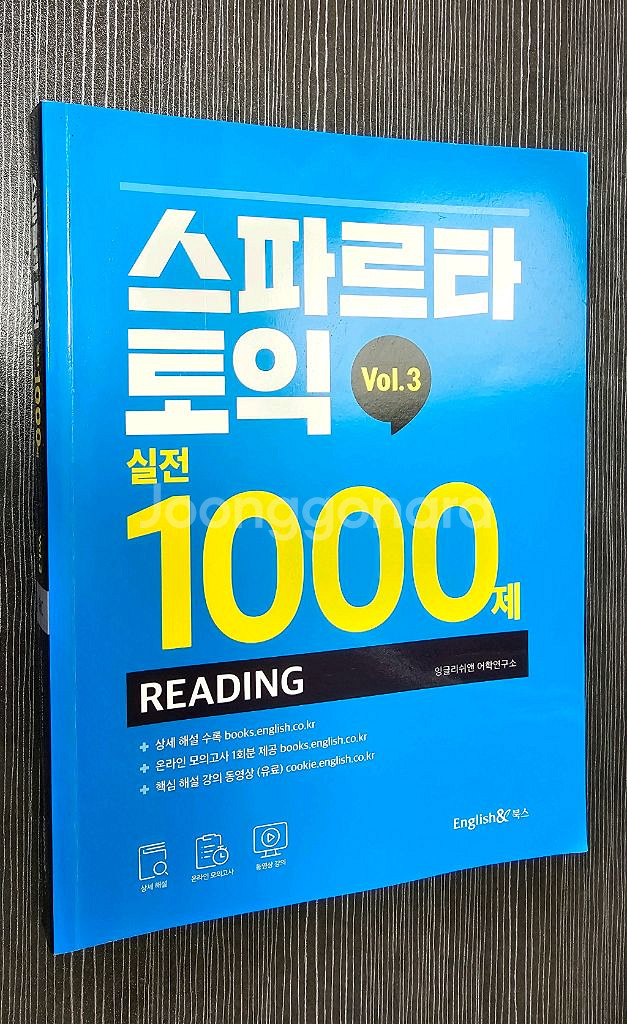 스파르타
토익
Vol.3
실전
1000제
READING
잉글리쉬앤 어학연구소
+ 상세 해설 수록 books.english.co.kr
+ 온라인 모의고사 1회분 제공 books.english.co.kr
+ 핵심 해설 강의 동영상 (유료) cookie.english.co.kr
상세 해설
온라인 모의고사
동영상 강의
English& 북스
Joonggonara